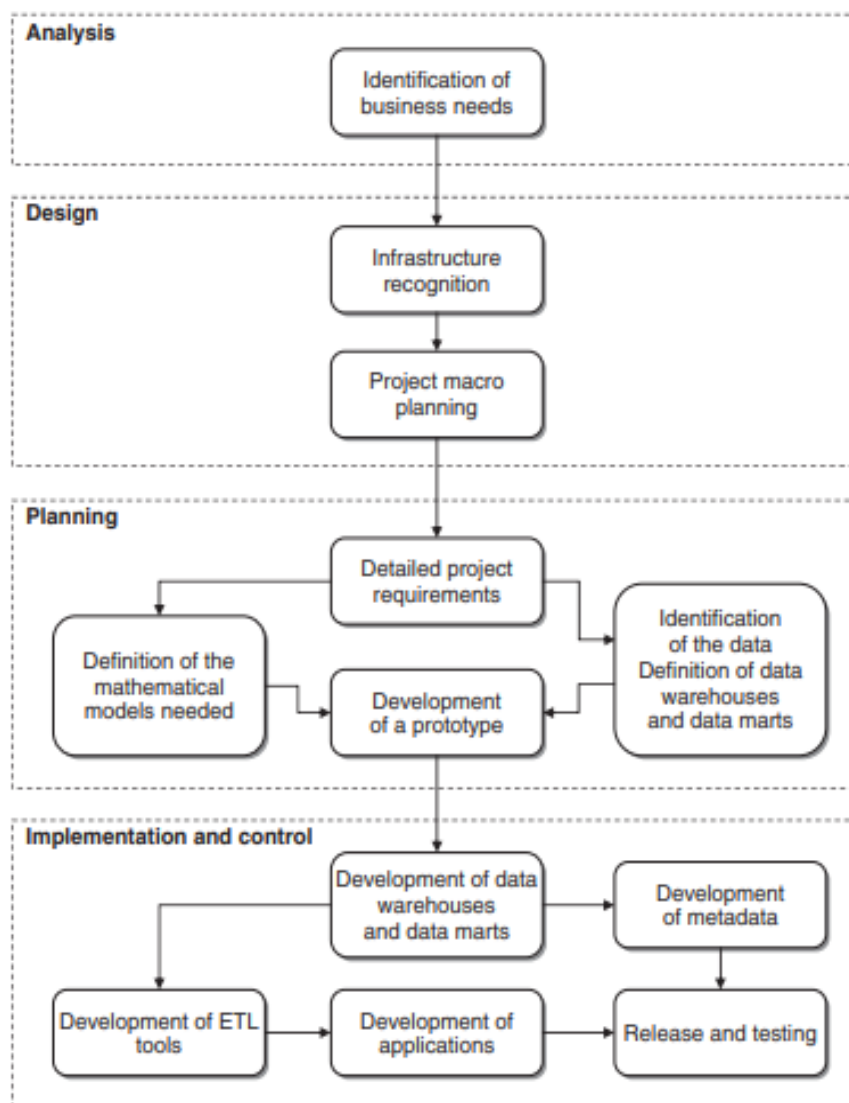 Analysis
Identification of
business needs
Design
Infrastructure
recognition
Project macro
planning
Planning
Detailed project
requirements
Definition of the
mathematical
models needed
Development
of a prototype
Identification
of the data
Definition of data
warehouses
and data marts
Implementation and control
Development of data
warehouses
and data marts
Development
of metadata
Development of ETL
tools
Development of
applications
Release and testing